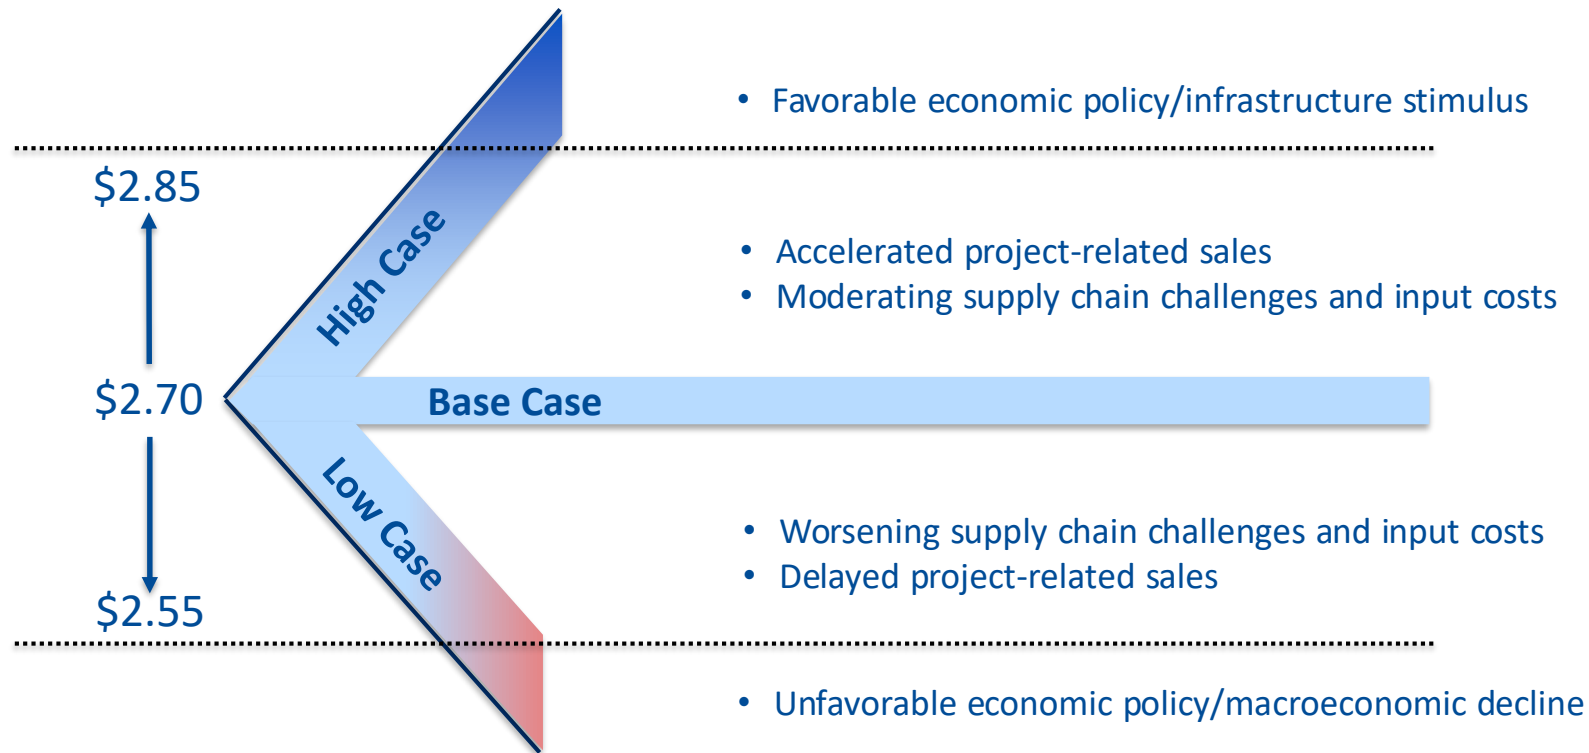 • Favorable economic policy/infrastructure stimulus
$2.85
• Accelerated project-related sales
• Moderating supply chain challenges and input costs
High Case
$2.70
Base Case
Low Case
• Worsening supply chain challenges and input costs
• Delayed project-related sales
$2.55
• Unfavorable economic policy/macroeconomic decline